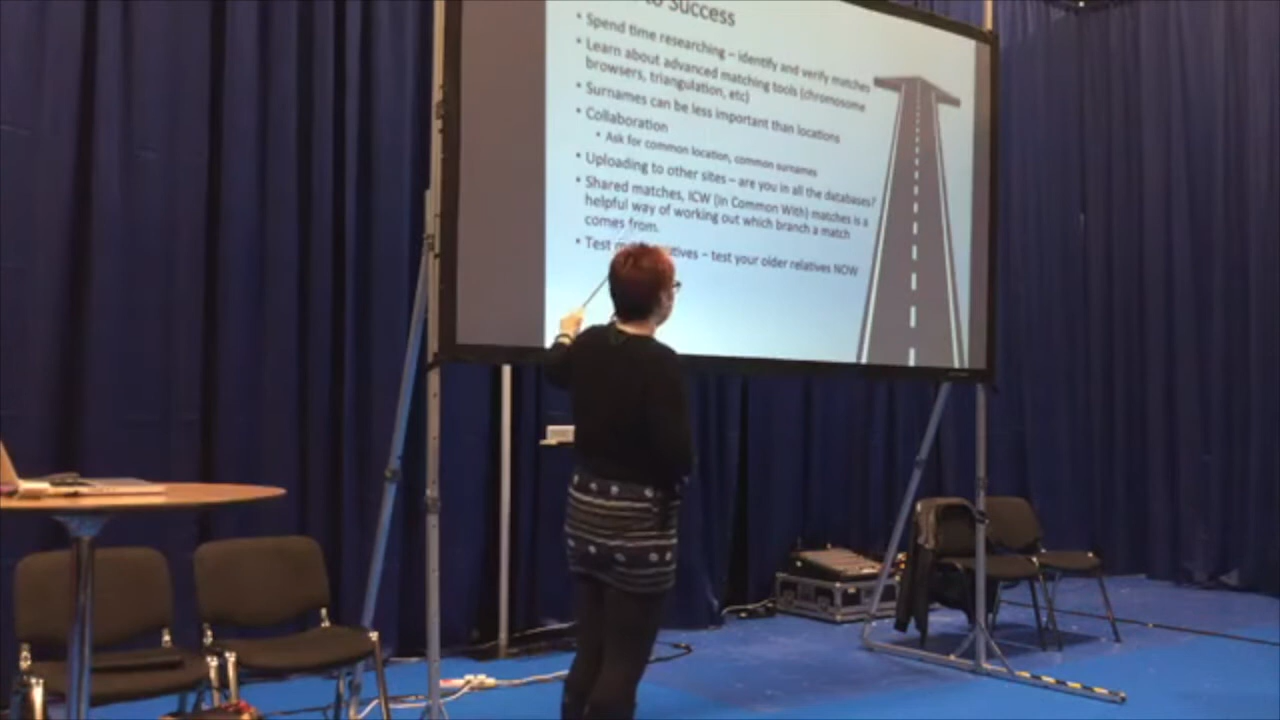 to Success
• Spend time researching – identify and verify matches
• Learn about advanced matching tools (chromosome
browsers, triangulation, etc)
• Surnames can be less important than locations
• Collaboration
• Ask for common location, common surnames
• Uploading to other sites – are you in all the databases?
• Shared matches, ICW (In Common With) matches is a
helpful way of working out which branch a match
comes from.
• Test – test your older relatives NOW